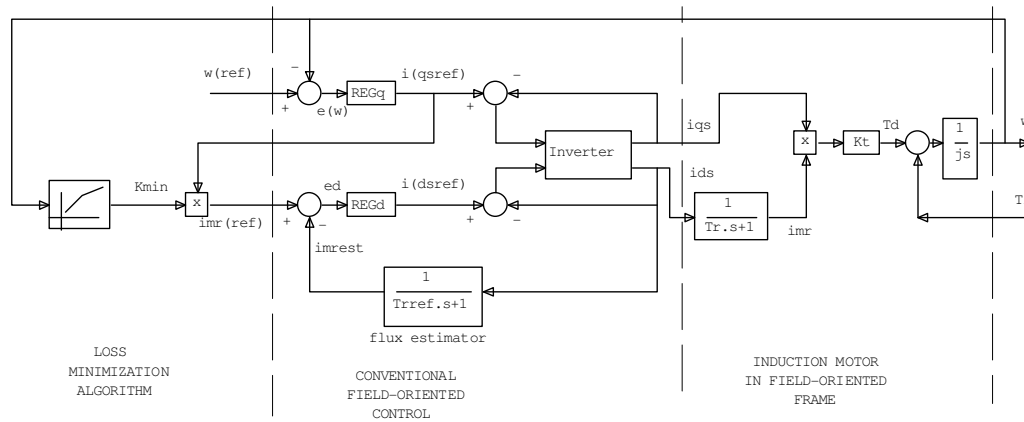 w(ref)
−
+
e(w)
REGq
i(qsref)
−
+
Inverter
iqs
ids
x
Kt
Td
1
js
Kmin
x
imr(ref)
+
−
ed
REGd
i(dsref)
+
−
imrest
1
Tr.s+1
imr
1
Trref.s+1
flux estimator
LOSS
MINIMIZATION
ALGORITHM
CONVENTIONAL
FIELD−ORIENTED
CONTROL
INDUCTION MOTOR
IN FIELD−ORIENTED
FRAME